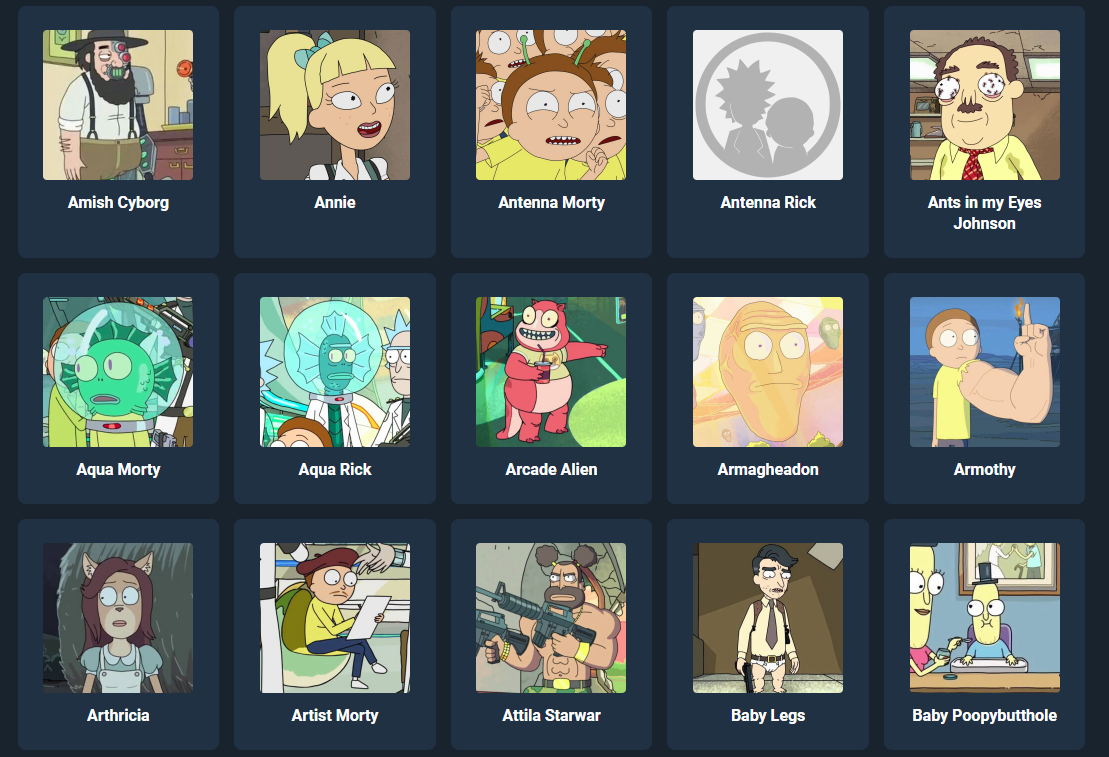 Amish Cyborg
Annie
Antenna Morty
Antenna Rick
Ants in my Eyes
Johnson
Aqua Morty
Aqua Rick
Arcade Alien
Armagheadon
Armothy
Arthricia
Artist Morty
Attila Starwar
Baby Legs
Baby Poopybutthole